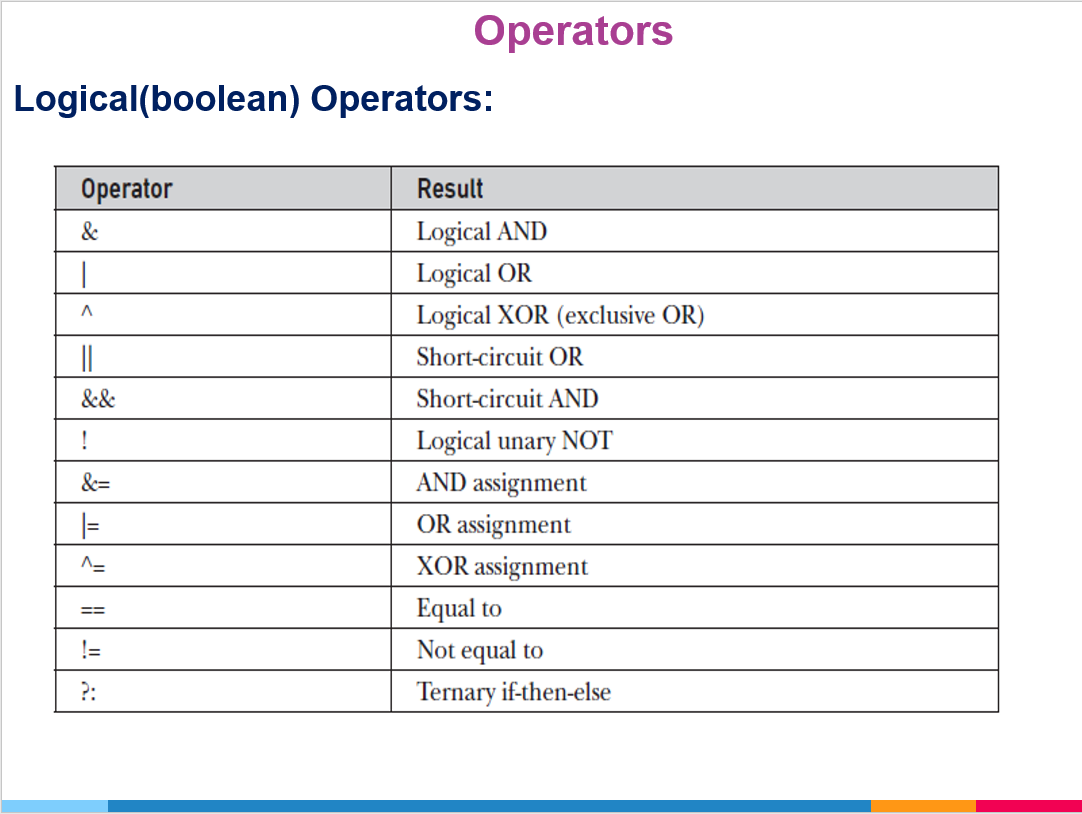 Operators
Logical(boolean) Operators:
Operator Result
& Logical AND
| Logical OR
^ Logical XOR (exclusive OR)
|| Short-circuit OR
&& Short-circuit AND
! Logical unary NOT
&= AND assignment
|= OR assignment
^= XOR assignment
== Equal to
!= Not equal to
?: Ternary if-then-else